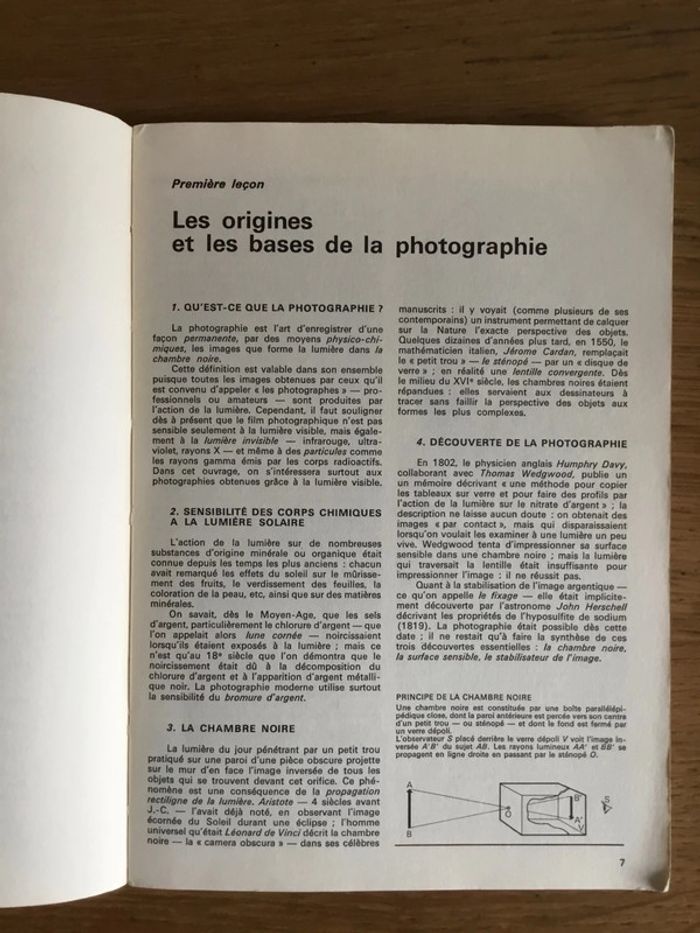 Première leçon
Les origines
et les bases de la photographie
1. QU'EST-CE QUE LA PHOTOGRAPHIE ?
La photographie est l'art d'enregistrer d'une
façon permanente, par des moyens physico-chi-
miques, les images que forme la lumière dans la
chambre noire.
Cette définition est valable dans son ensemble
puisque toutes les images obtenues par ceux qu'il
est convenu d'appeler « les photographes » — pro-
fessionnels ou amateurs — sont produites par
l'action de la lumière. Cependant, il faut souligner
dès à présent que le film photographique n'est pas
sensible seulement à la lumière visible, mais égale-
ment à la lumière invisible — infrarouge, ultra-
violet, rayons X — et même à des particules comme
les rayons gamma émis par les corps radioactifs.
Dans cet ouvrage, on s'intéressera surtout aux
photographies obtenues grâce à la lumière visible.
2. SENSIBILITÉ DES CORPS CHIMIQUES
A LA LUMIÈRE SOLAIRE
L'action de la lumière sur de nombreuses
substances d'origine minérale ou organique était
connue depuis les temps les plus anciens : chacun
avait remarqué les effets du soleil sur le mûrisse-
ment des fruits, le verdissement des feuilles, la
coloration de la peau, etc, ainsi que sur des matières
minérales.
On savait, dès le Moyen-Age, que les sels
d'argent, particulièrement le chlorure d'argent — que
l'on appelait alors lune cornée — noircissaient
lorsqu'ils étaient exposés à la lumière ; mais ce
n'est qu'au 18e siècle que l'on démontra que le
noircissement était dû à la décomposition du
chlorure d'argent et à l'apparition d'argent métalli-
que noir. La photographie moderne utilise surtout
la sensibilité du bromure d'argent.
3. LA CHAMBRE NOIRE
La lumière du jour pénétrant par un petit trou
pratiqué sur une paroi d'une pièce obscure projette
sur le mur d'en face l'image inversée de tous les
objets qui se trouvent devant cet orifice. Ce phé-
nomène est une conséquence de la propagation
rectiligne de la lumière. Aristote — 4 siècles avant
J.-C. — l'avait déjà noté, en observant l'image
écornée du Soleil durant une éclipse ; l'homme
universel qu'était Léonard de Vinci décrit la chambre
noire — la « camera obscura » — dans ses célèbres
manuscrits : il y voyait (comme plusieurs de ses
contemporains) un instrument permettant de calquer
sur la Nature l'exacte perspective des objets.
Quelques dizaines d'années plus tard, en 1550, le
mathématicien italien, Jérome Cardan, remplaçait
le « petit trou » — le sténopé — par un « disque de
verre » ; en réalité une lentille convergente. Dès
le milieu du XVIe siècle, les chambres noires étaient
répandues : elles servaient aux dessinateurs à
tracer sans faillir la perspective des objets aux
formes les plus complexes.
4. DÉCOUVERTE DE LA PHOTOGRAPHIE
En 1802, le physicien anglais Humphry Davy,
collaborant avec Thomas Wedgwood, publie un
un mémoire décrivant « une méthode pour copier
les tableaux sur verre et pour faire des profils par
l'action de la lumière sur le nitrate d'argent » ; la
description ne laisse aucun doute : on obtenait des
images « par contact », mais qui disparaissaient
lorsqu'on voulait les examiner à une lumière un peu
vive. Wedgwood tenta d'impressionner sa surface
sensible dans une chambre noire ; mais la lumière
qui traversait la lentille était insuffisante pour
impressionner l'image : il ne réussit pas.
Quant à la stabilisation de l'image argentique —
ce qu'on appelle le fixage — elle était implicite-
ment découverte par l'astronome John Herschell
décrivant les propriétés de l'hyposulfite de sodium
(1819). La photographie était possible dès cette
date ; il ne restait qu'à faire la synthèse de ces
trois découvertes essentielles : la chambre noire,
la surface sensible, le stabilisateur de l'image.
PRINCIPE DE LA CHAMBRE NOIRE
Une chambre noire est constituée par une boîte parallélépi-
pédique close, dont la paroi antérieure est percée vers son centre
d'un petit trou — ou sténopé — et dont le fond est fermé par
un verre dépoli.
L'observateur S placé derrière le verre dépoli V voit l'image in-
versée A'B' du sujet AB. Les rayons lumineux AA' et BB' se
propagent en ligne droite en passant par le sténopé O.
A
B
O
B'
A'
V
S
7